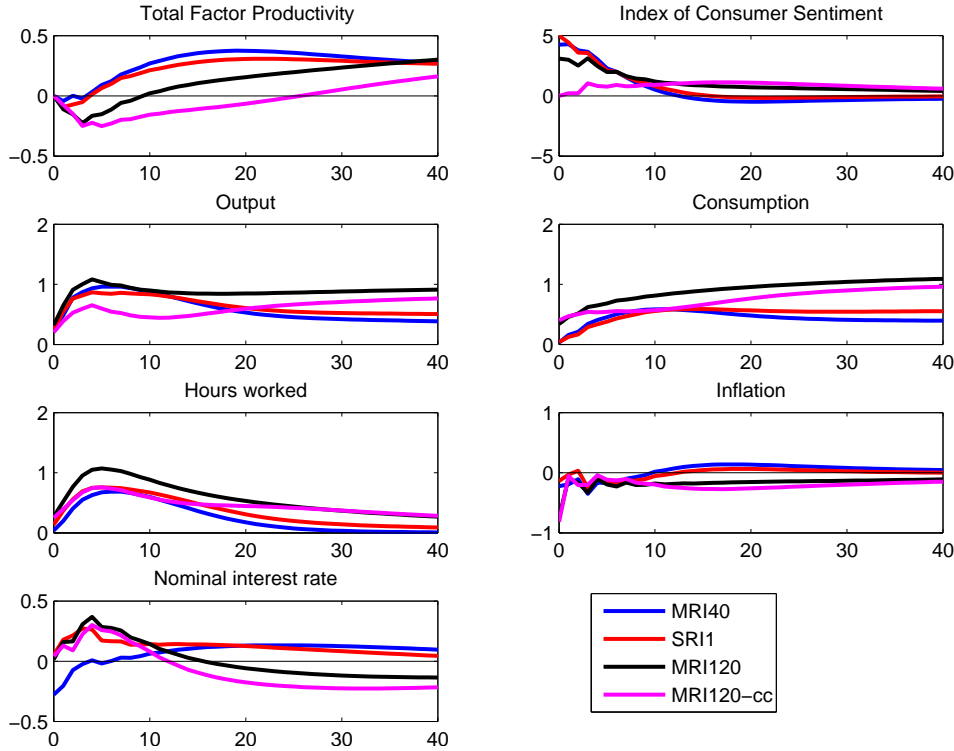 Total Factor Productivity
0.5
0
−0.5
0 10 20 30 40
Index of Consumer Sentiment
5
0
−5
0 10 20 30 40
Output
2
1
0
0 10 20 30 40
Consumption
2
1
0
0 10 20 30 40
Hours worked
2
1
0
0 10 20 30 40
Inflation
1
0
−1
0 10 20 30 40
Nominal interest rate
0.5
0
−0.5
0 10 20 30 40
MRI40
SRI1
MRI120
MRI120−cc